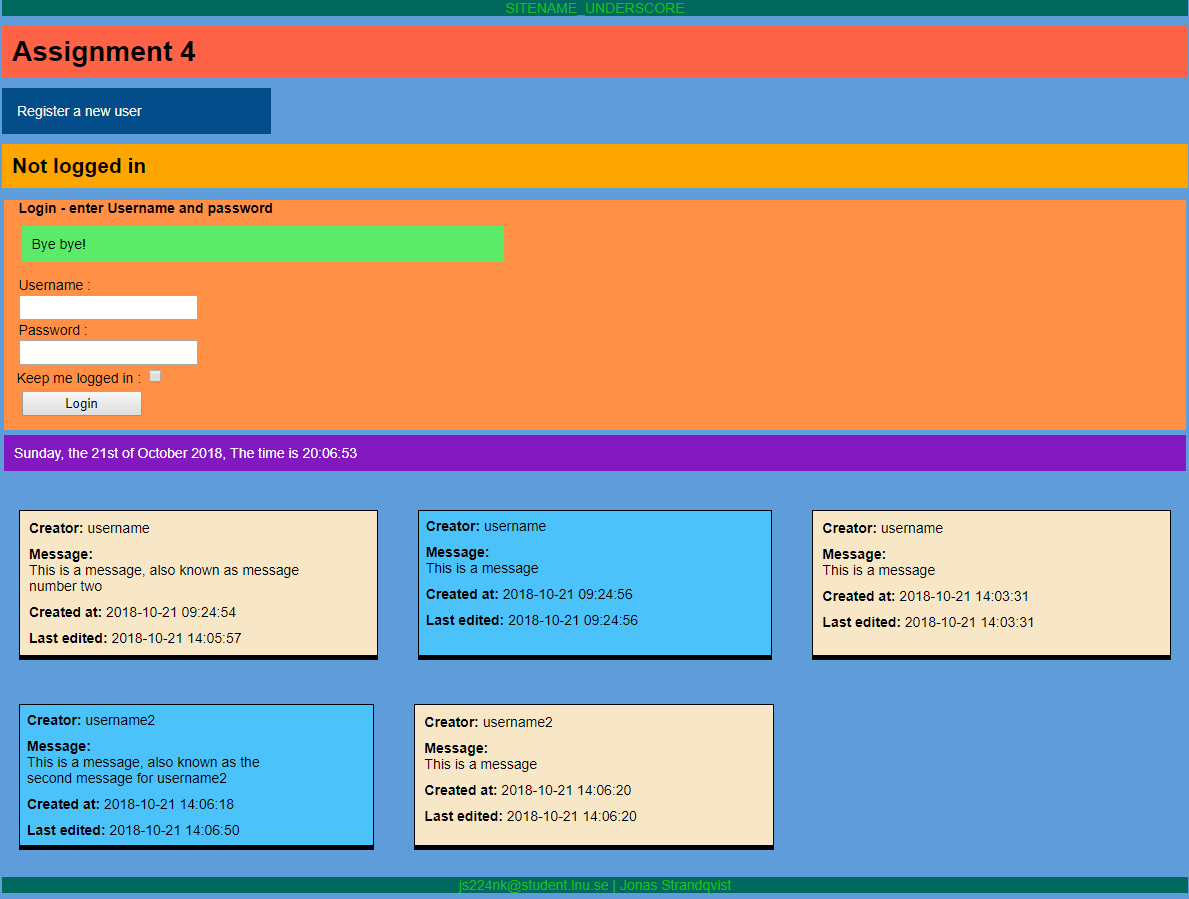 SITENAME_UNDERSCORE
Assignment 4
Register a new user
Not logged in
Login - enter Username and password
Bye bye!
Username :
Password :
Keep me logged in :
Login
Sunday, the 21st of October 2018, The time is 20:06:53
Creator: username
Message:
This is a message, also known as message
number two
Created at: 2018-10-21 09:24:54
Last edited: 2018-10-21 14:05:57
Creator: username
Message:
This is a message
Created at: 2018-10-21 09:24:56
Last edited: 2018-10-21 09:24:56
Creator: username
Message:
This is a message
Created at: 2018-10-21 14:03:31
Last edited: 2018-10-21 14:03:31
Creator: username2
Message:
This is a message, also known as the
second message for username2
Created at: 2018-10-21 14:06:18
Last edited: 2018-10-21 14:06:50
Creator: username2
Message:
This is a message
Created at: 2018-10-21 14:06:20
Last edited: 2018-10-21 14:06:20
js224nk@student.lnu.se | Jonas Strandqvist